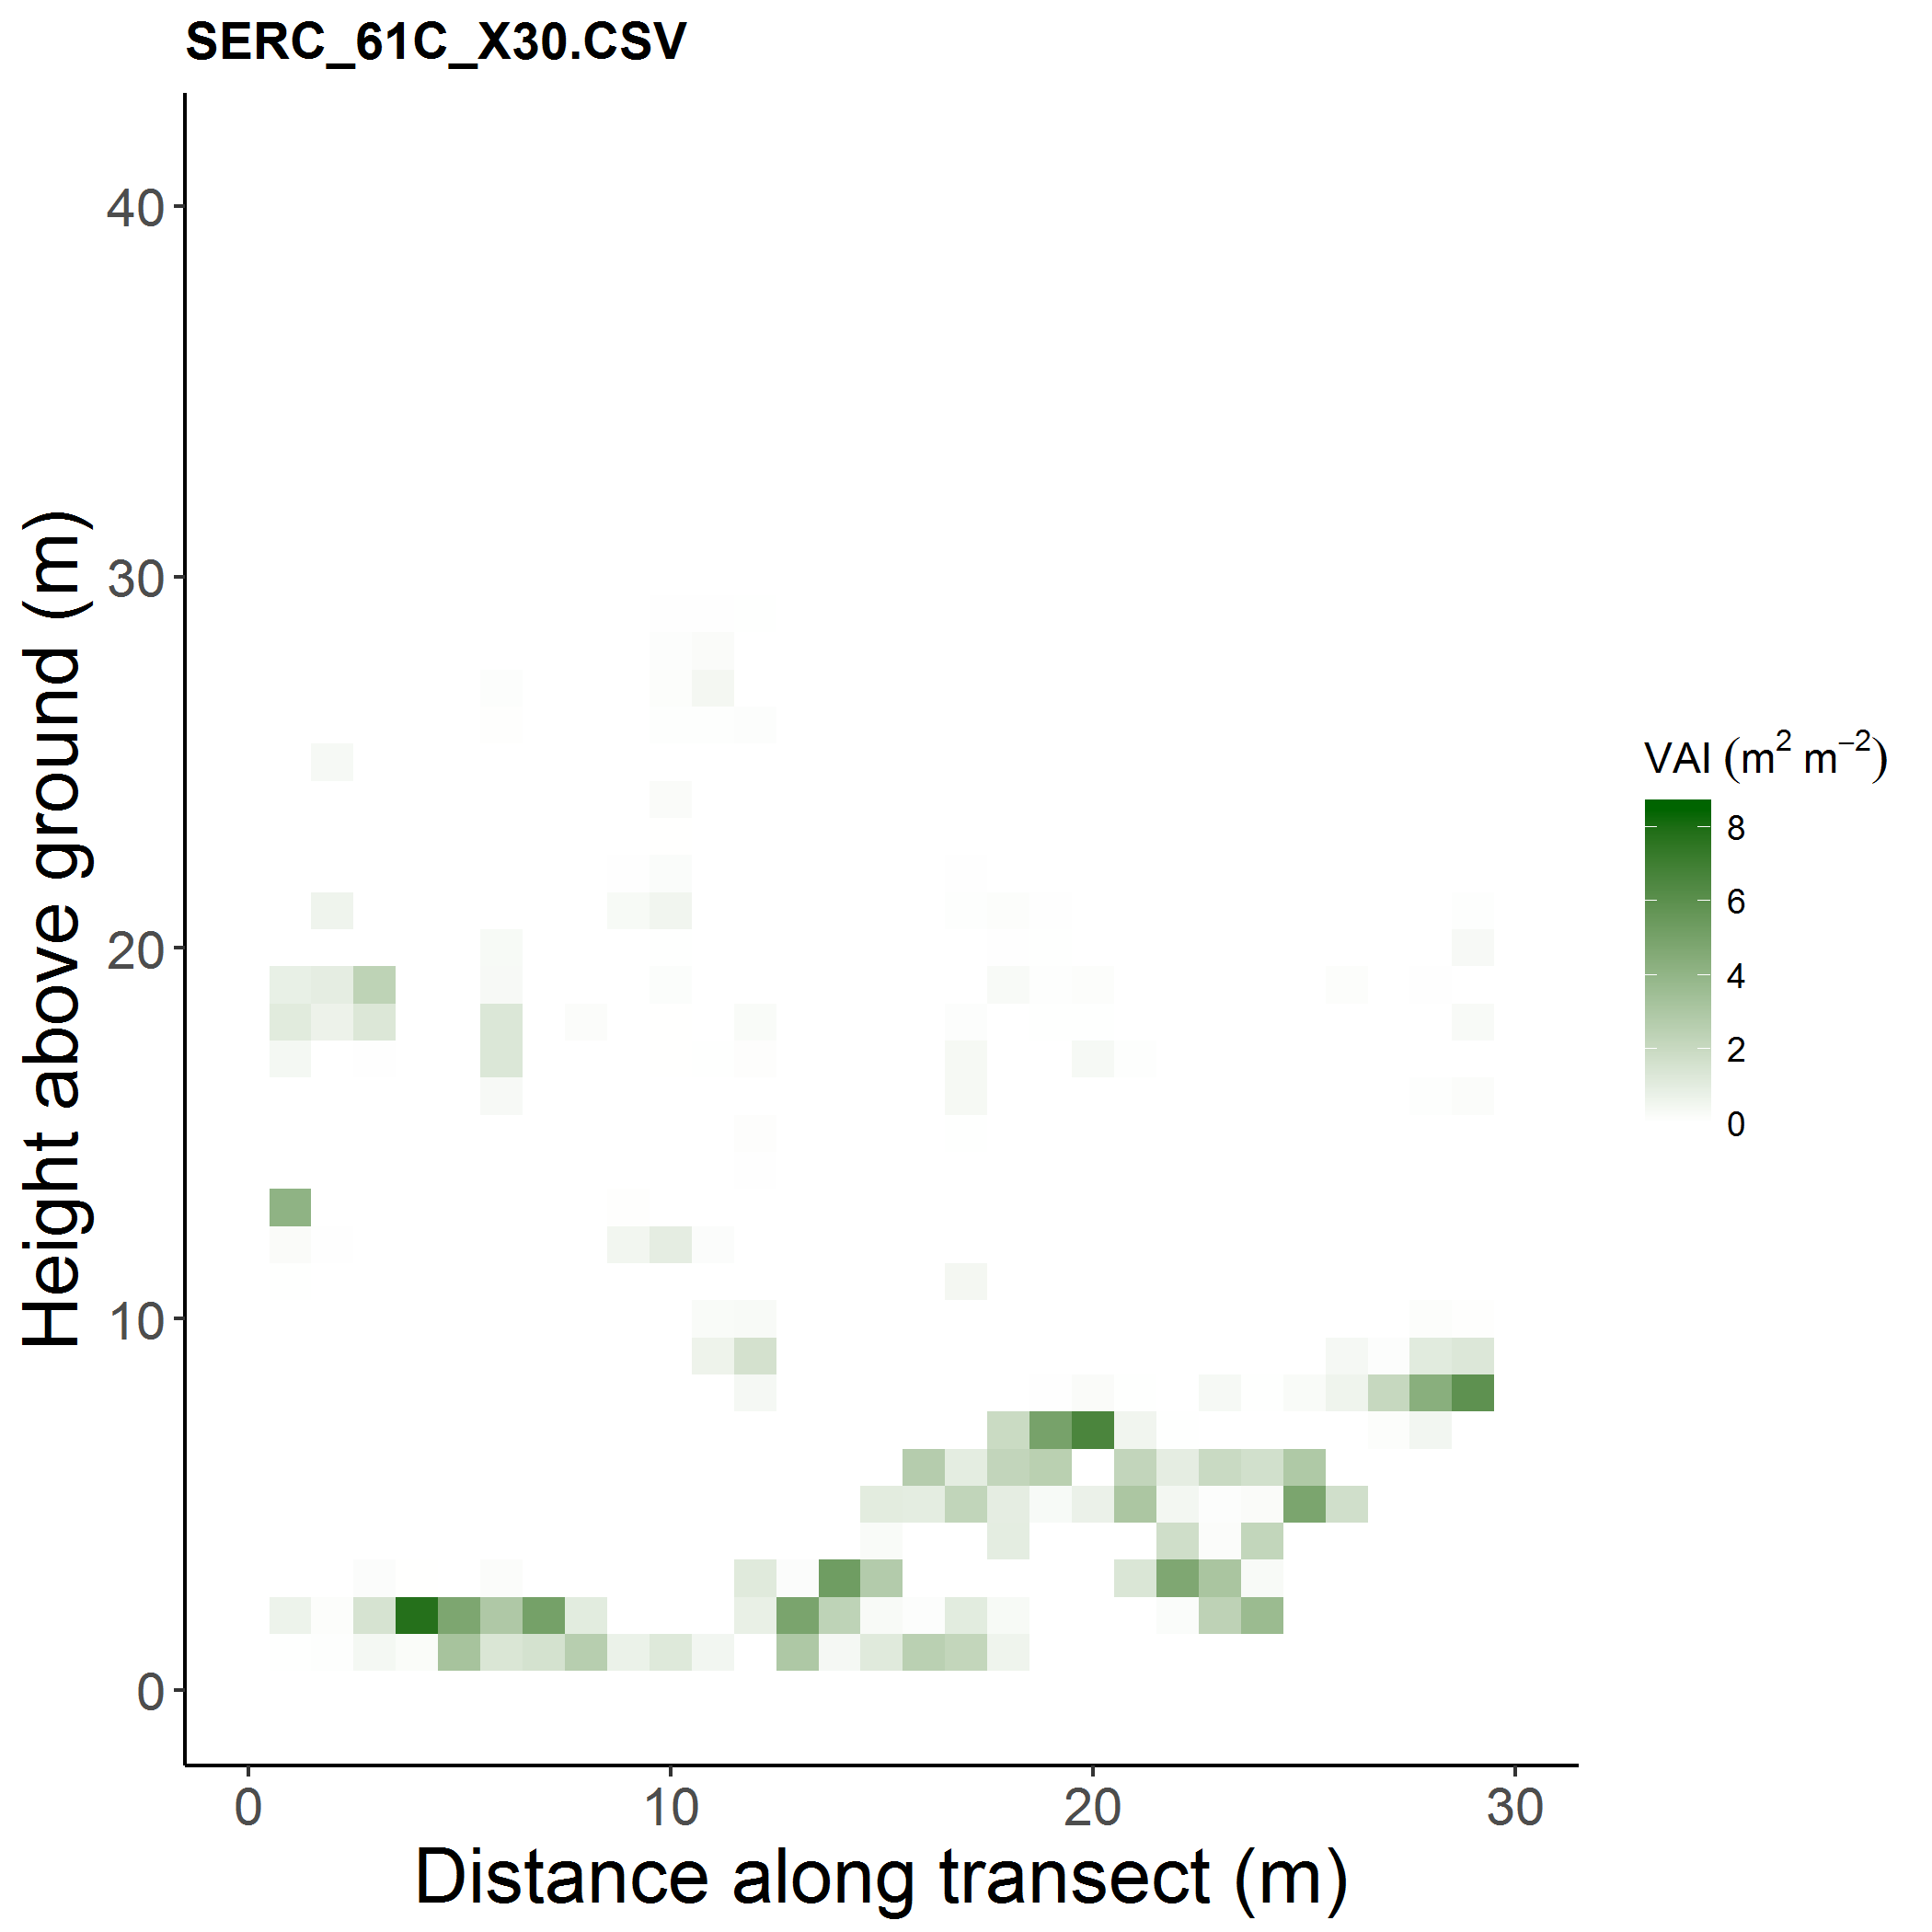 SERC_61C_X30.CSV
40
30
20
10
0
Height above ground (m)
0 10 20 30
Distance along transect (m)
VAI (m² m⁻²)
8
6
4
2
0